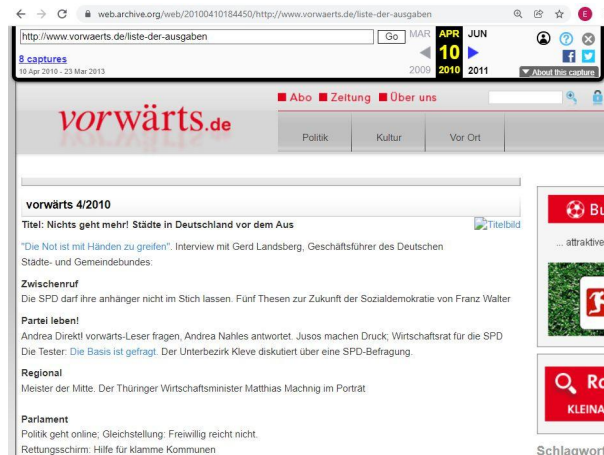 web.archive.org/web/20100410184450/http://www.vorwaerts.de/liste-der-ausgaben
E
http://www.vorwaerts.de/liste-der-ausgaben
Go
MAR APR JUN
8 captures
10
10 Apr 2010 - 23 Mar 2013
2009 2010 2011
About this capture
Abo Zeitung Über uns
vorwärts.de
Politik Kultur Vor Ort
vorwärts 4/2010
Titel: Nichts geht mehr! Städte in Deutschland vor dem Aus
Titelbild
"Die Not ist mit Händen zu greifen". Interview mit Gerd Landsberg, Geschäftsführer des Deutschen
Städte- und Gemeindebundes:
Zwischenruf
Die SPD darf ihre anhänger nicht im Stich lassen. Fünf Thesen zur Zukunft der Sozialdemokratie von Franz Walter
Partei leben!
Andrea Direkt! vorwärts-Leser fragen, Andrea Nahles antwortet. Jusos machen Druck; Wirtschaftsrat für die SPD
Die Tester: Die Basis ist gefragt. Der Unterbezirk Kleve diskutiert über eine SPD-Befragung.
Regional
Meister der Mitte. Der Thüringer Wirtschaftsminister Matthias Machnig im Porträt
Parlament
Politik geht online; Gleichstellung: Freiwillig reicht nicht.
Rettungsschirm: Hilfe für klamme Kommunen
Bu
... attraktive
Ro
KLEINA
Schlagwort